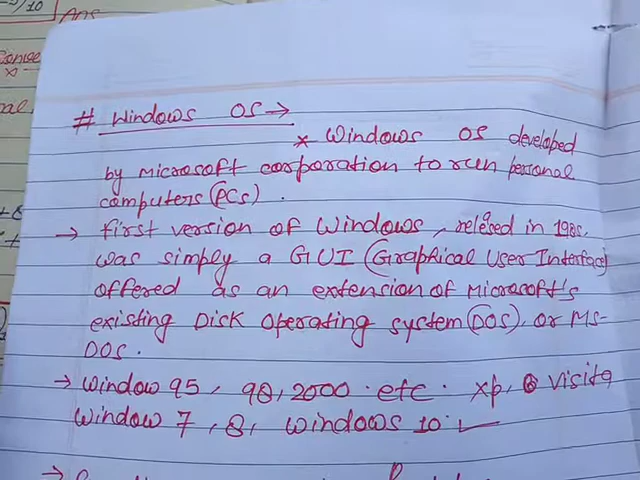 /10
Ans
# Windows OS →
* Windows OS developed
by microsoft corporation to run personal
computers (PCs).
→ first version of Windows, relesed in 1985.
was simply a GUI (Graphical User Interface)
offered as an extension of Microsoft's
existing Disk Operating system (DOS), or MS-
DOS.
→ Window 95, 98, 2000 . etc . xp, visita
Window 7, 8, Windows 10
→